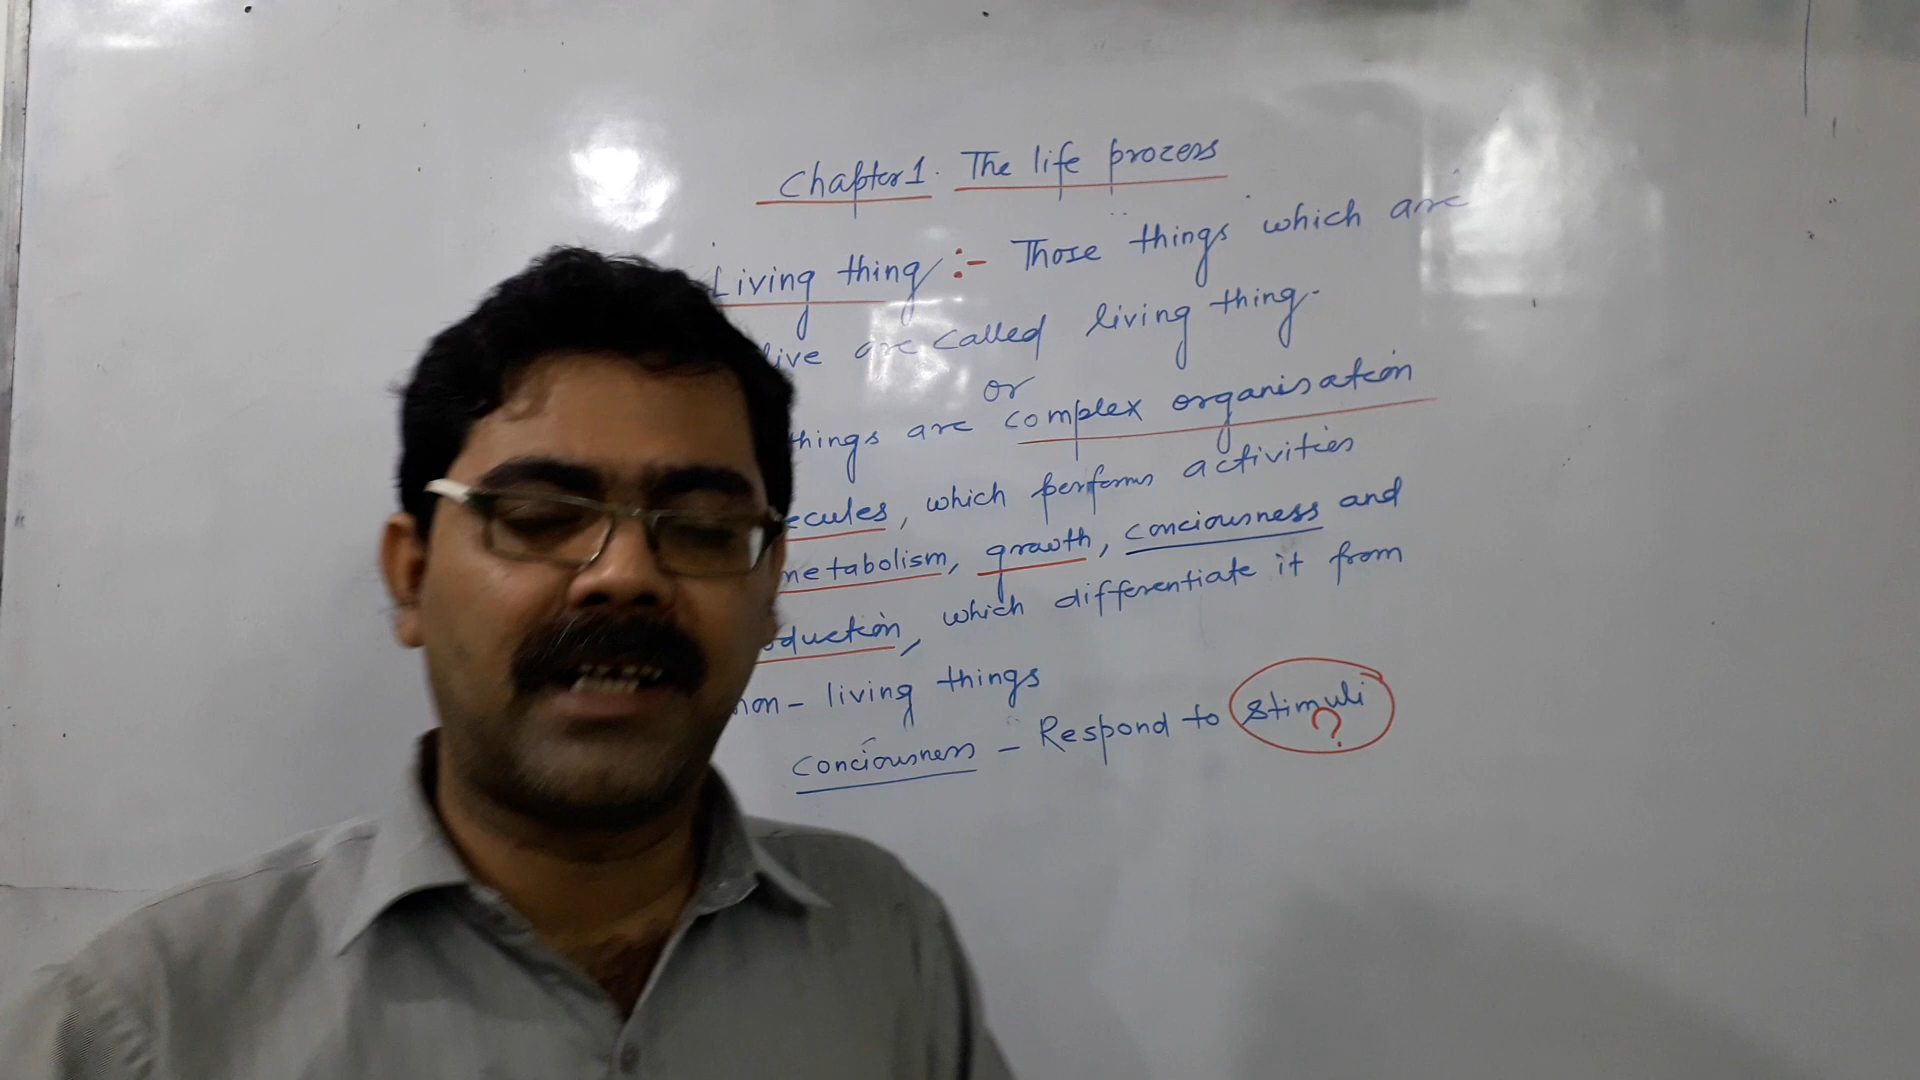 Chapter 1. The life process
Living thing :- Those things which are
live are called living thing.
or
things are complex organisation
ecules, which performs activities
metabolism, growth, conciousness and
oduction, which differentiate it from
non- living things
conciousness - Respond to stimuli
?